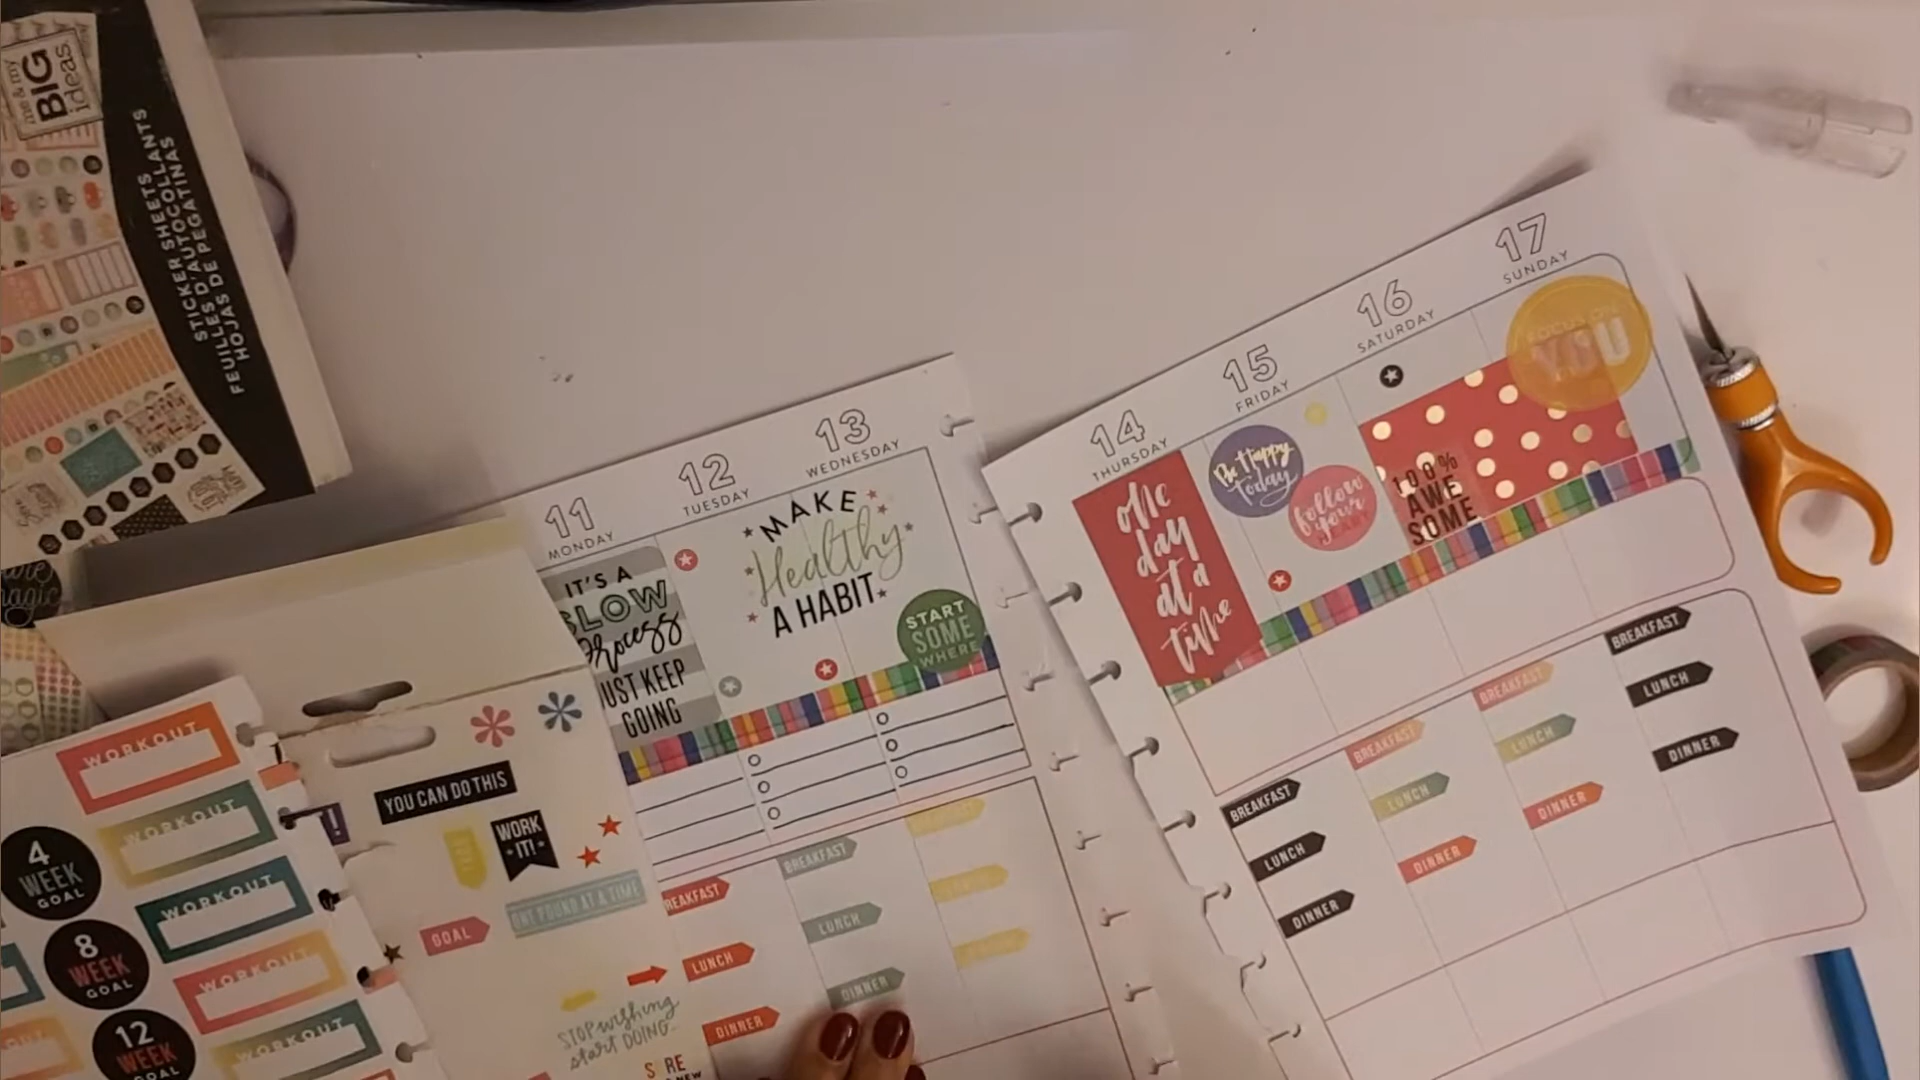 me & my
BIG
ideas
STICKER SHEETS
FEUILLES D'AUTOCOLLANTS
HOJAS DE PEGATINAS
WORKOUT
WORKOUT
WORKOUT
WORKOUT
WORKOUT
4
WEEK
GOAL
8
WEEK
GOAL
12
WEEK
GOAL
YOU CAN DO THIS
WORK
IT!
ONE POUND AT A TIME
GOAL
STOP wishing
start DOING
11
MONDAY
12
TUESDAY
13
WEDNESDAY
IT'S A
SLOW
Process
JUST KEEP
GOING
MAKE
Healthy
A HABIT
START
SOME
WHERE
BREAKFAST
LUNCH
DINNER
BREAKFAST
LUNCH
DINNER
14
THURSDAY
15
FRIDAY
16
SATURDAY
17
SUNDAY
one
day
at a
time
Be Happy
Today
follow
your
100%
AWE
SOME
FOCUS ON
YOU
BREAKFAST
LUNCH
DINNER
BREAKFAST
LUNCH
DINNER
BREAKFAST
LUNCH
DINNER
BREAKFAST
LUNCH
DINNER